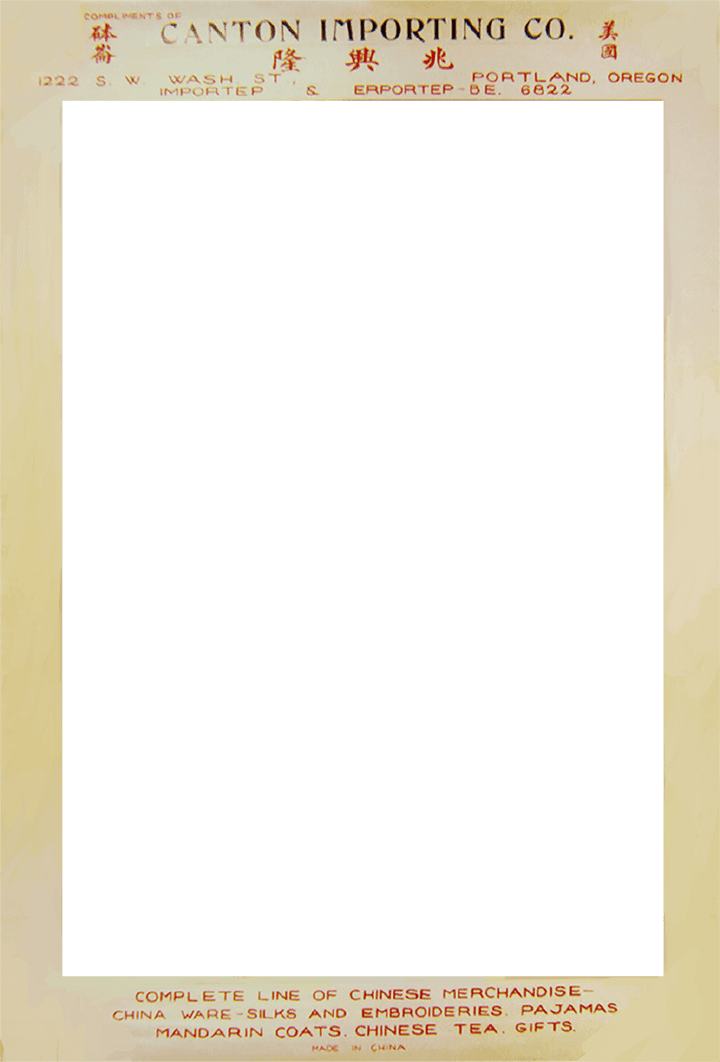 COMPLIMENTS OF
CANTON IMPORTING CO.
砵崙
美國
隆興兆
1222 S. W. WASH. ST., PORTLAND, OREGON
IMPORTEP & ERPORTEP-BE. 6822
COMPLETE LINE OF CHINESE MERCHANDISE—
CHINA WARE-SILKS AND EMBROIDERIES. PAJAMAS
MANDARIN COATS. CHINESE TEA. GIFTS.
MADE IN CHINA